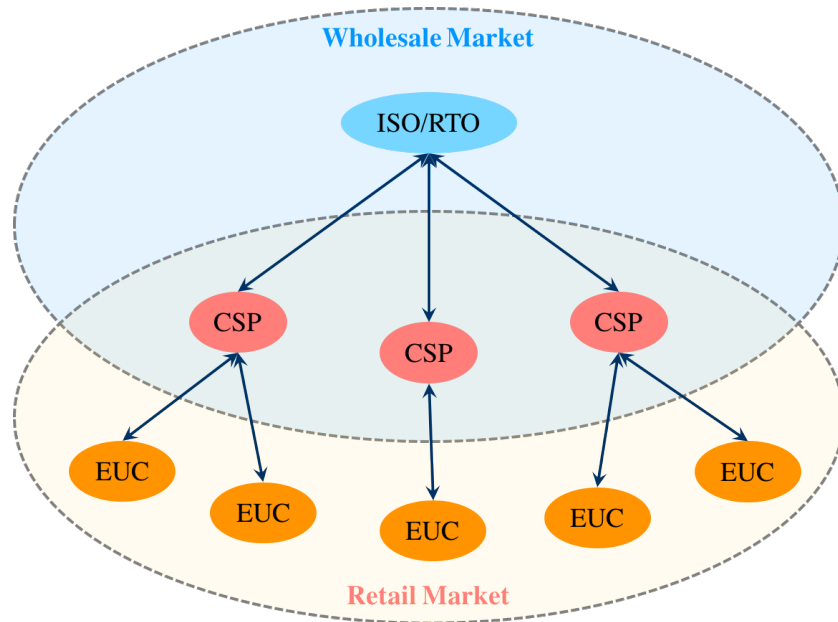 Wholesale Market
ISO/RTO
CSP
CSP
CSP
EUC
EUC
EUC
EUC
EUC
Retail Market